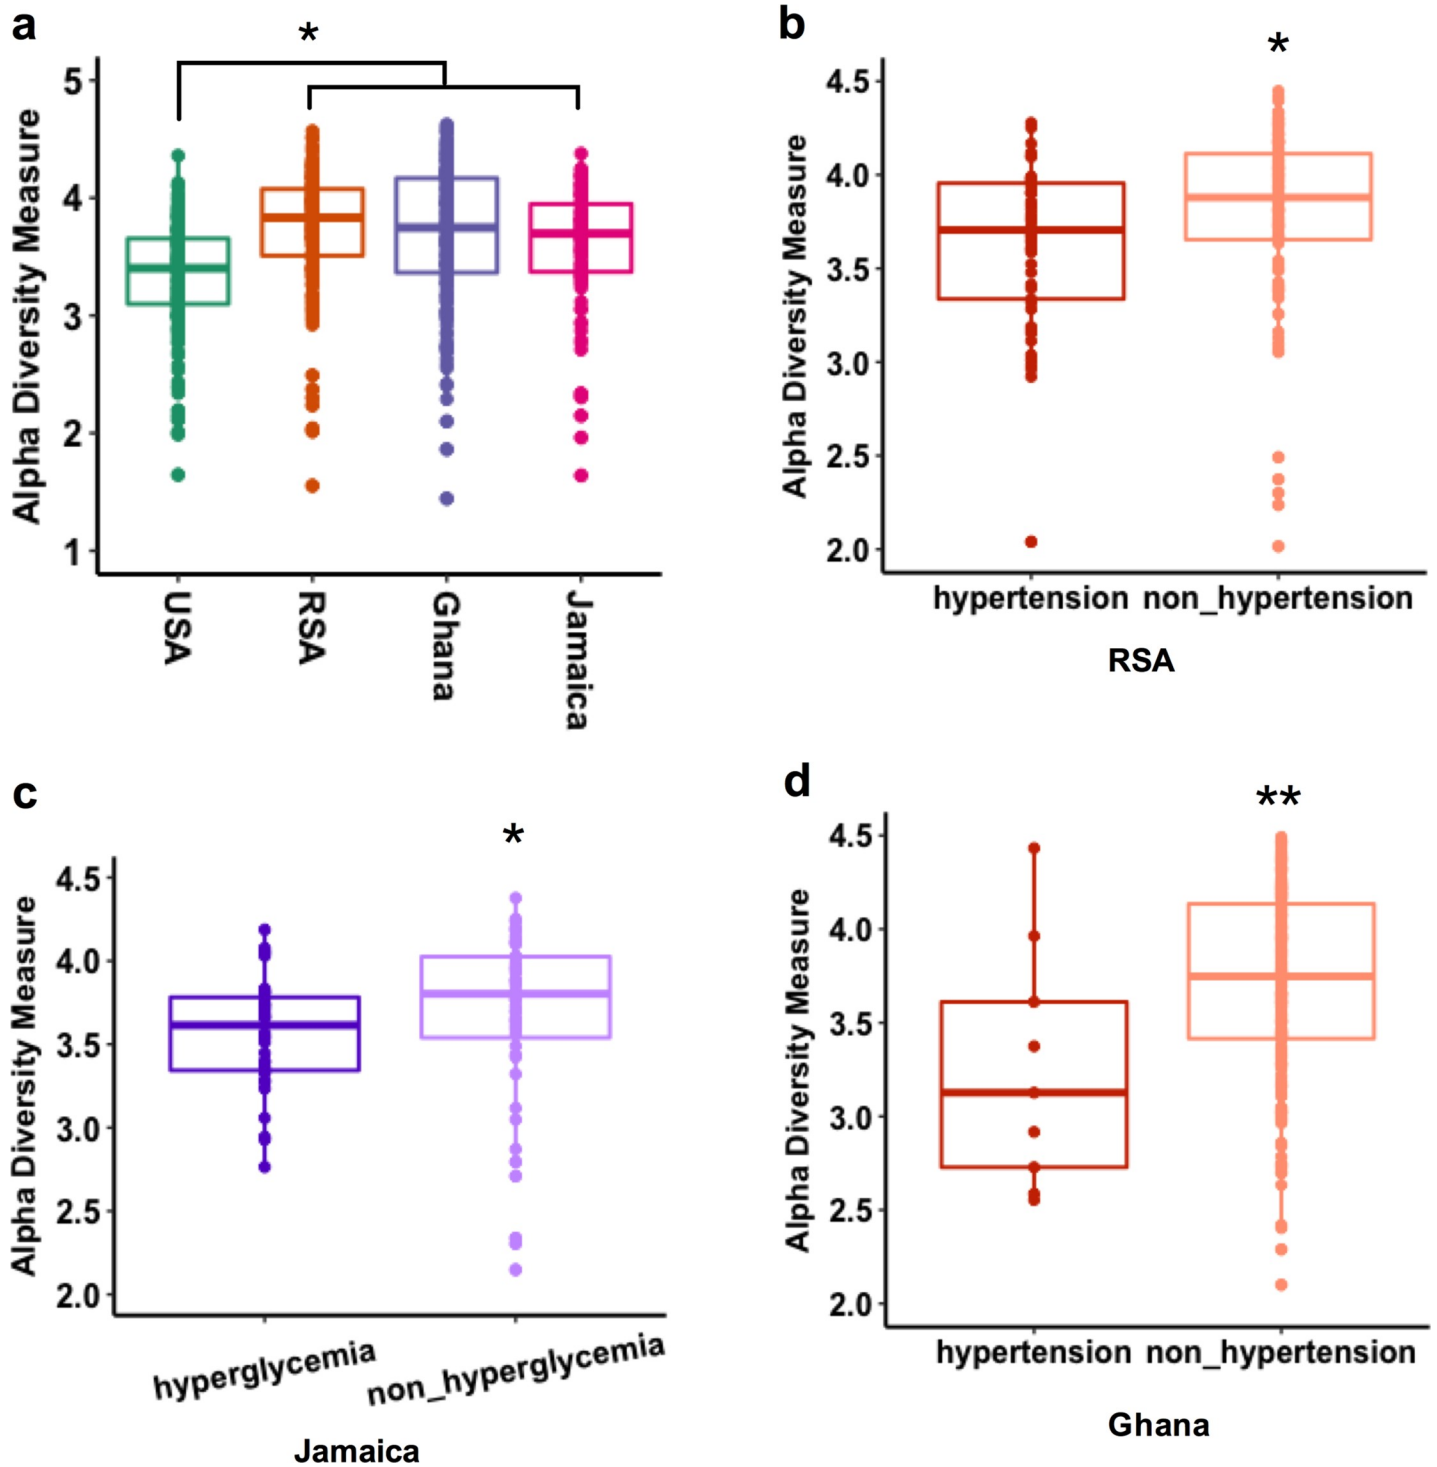 a
*
Alpha Diversity Measure
5
4
3
2
1
USA
RSA
Ghana
Jamaica
b
*
Alpha Diversity Measure
4.5
4.0
3.5
3.0
2.5
2.0
hypertension non_hypertension
RSA
c
*
Alpha Diversity Measure
4.5
4.0
3.5
3.0
2.5
2.0
hyperglycemia
non_hyperglycemia
Jamaica
d
**
Alpha Diversity Measure
4.5
4.0
3.5
3.0
2.5
2.0
hypertension non_hypertension
Ghana